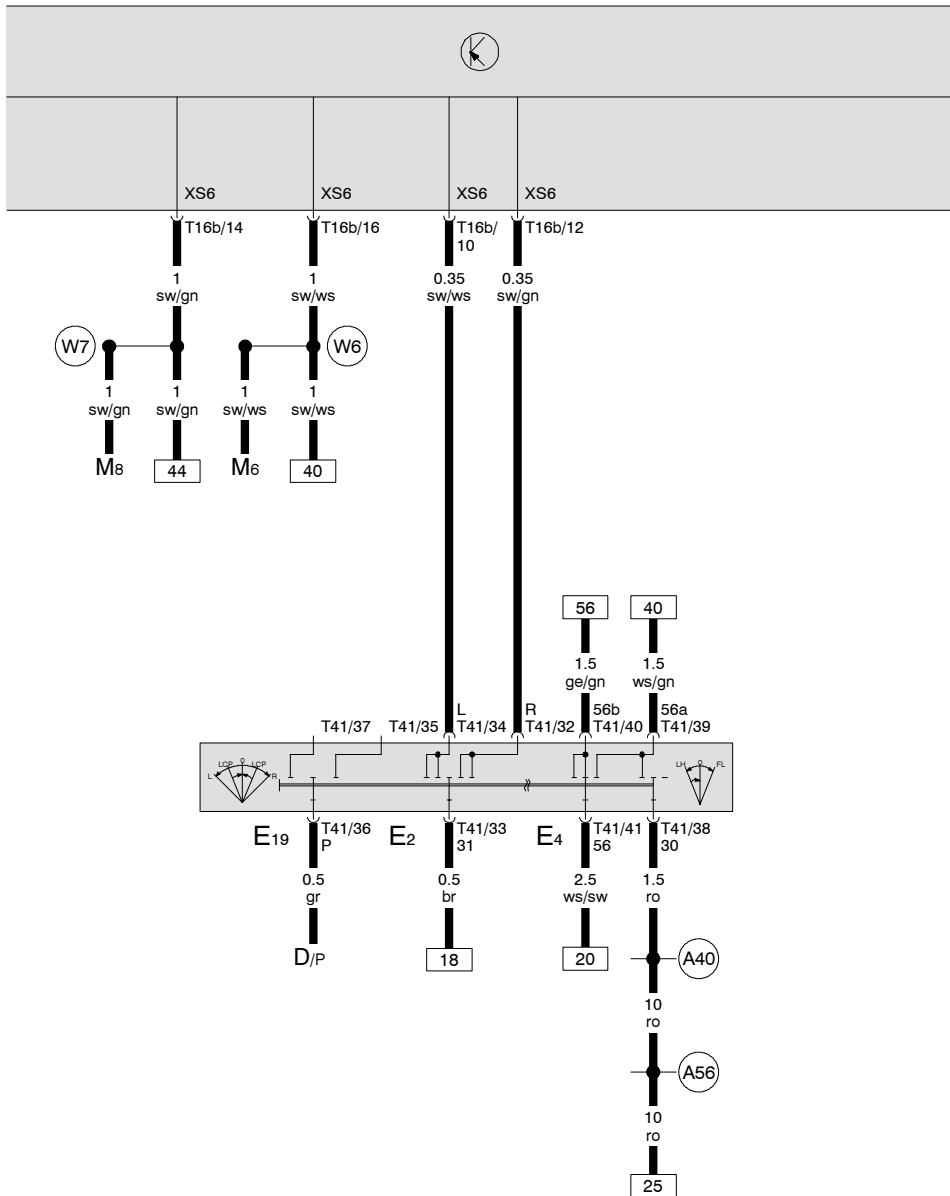 XS6 XS6 XS6 XS6
T16b/14 T16b/16 T16b/ T16b/12
10
1 1 0.35 0.35
sw/gn sw/ws sw/ws sw/gn
W7 W6
1 1 1 1
sw/gn sw/gn sw/ws sw/ws
M8 44 M6 40
56 40
1.5 1.5
ge/gn ws/gn
L R 56b 56a
T41/37 T41/35 T41/34 T41/32 T41/40 T41/39
L LCP 0 LCP R LH 0 FL
E19 T41/36 E2 T41/33 E4 T41/41 T41/38
P 31 56 30
0.5 0.5 2.5 1.5
gr br ws/sw ro
D/P 18 20 A40
10
ro
A56
10
ro
25